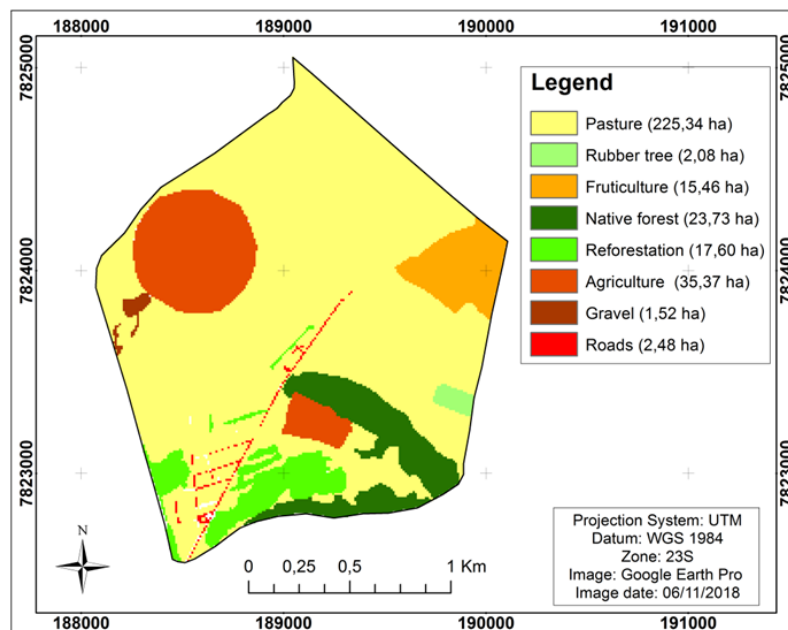 188000 189000 190000 191000
7825000 7825000
Legend
Pasture (225,34 ha)
Rubber tree (2,08 ha)
Fruticulture (15,46 ha)
Native forest (23,73 ha)
Reforestation (17,60 ha)
Agriculture (35,37 ha)
Gravel (1,52 ha)
Roads (2,48 ha)
7824000 7824000
7823000 7823000
N
0 0,25 0,5 1 Km
Projection System: UTM
Datum: WGS 1984
Zone: 23S
Image: Google Earth Pro
Image date: 06/11/2018
188000 189000 190000 191000